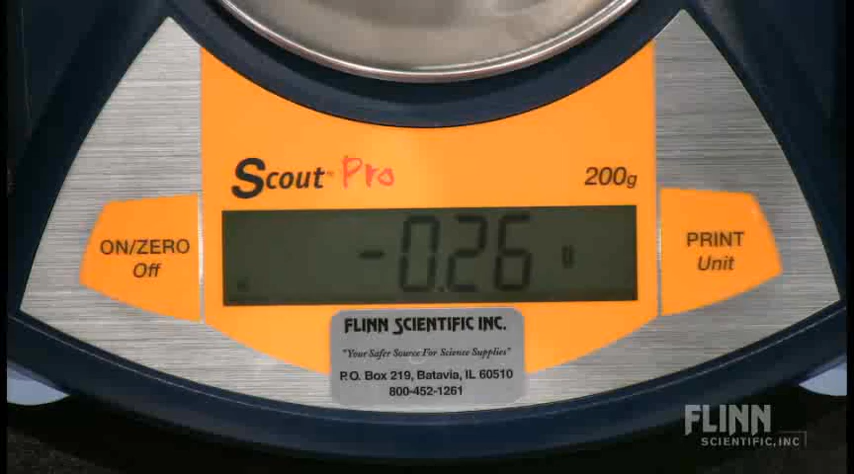 Scout™ Pro
200g
ON/ZERO
Off
-0.26 g
PRINT
Unit
FLINN SCIENTIFIC INC.
"Your Safer Source For Science Supplies"
P.O. Box 219, Batavia, IL 60510
800-452-1261
FLINN
SCIENTIFIC, INC